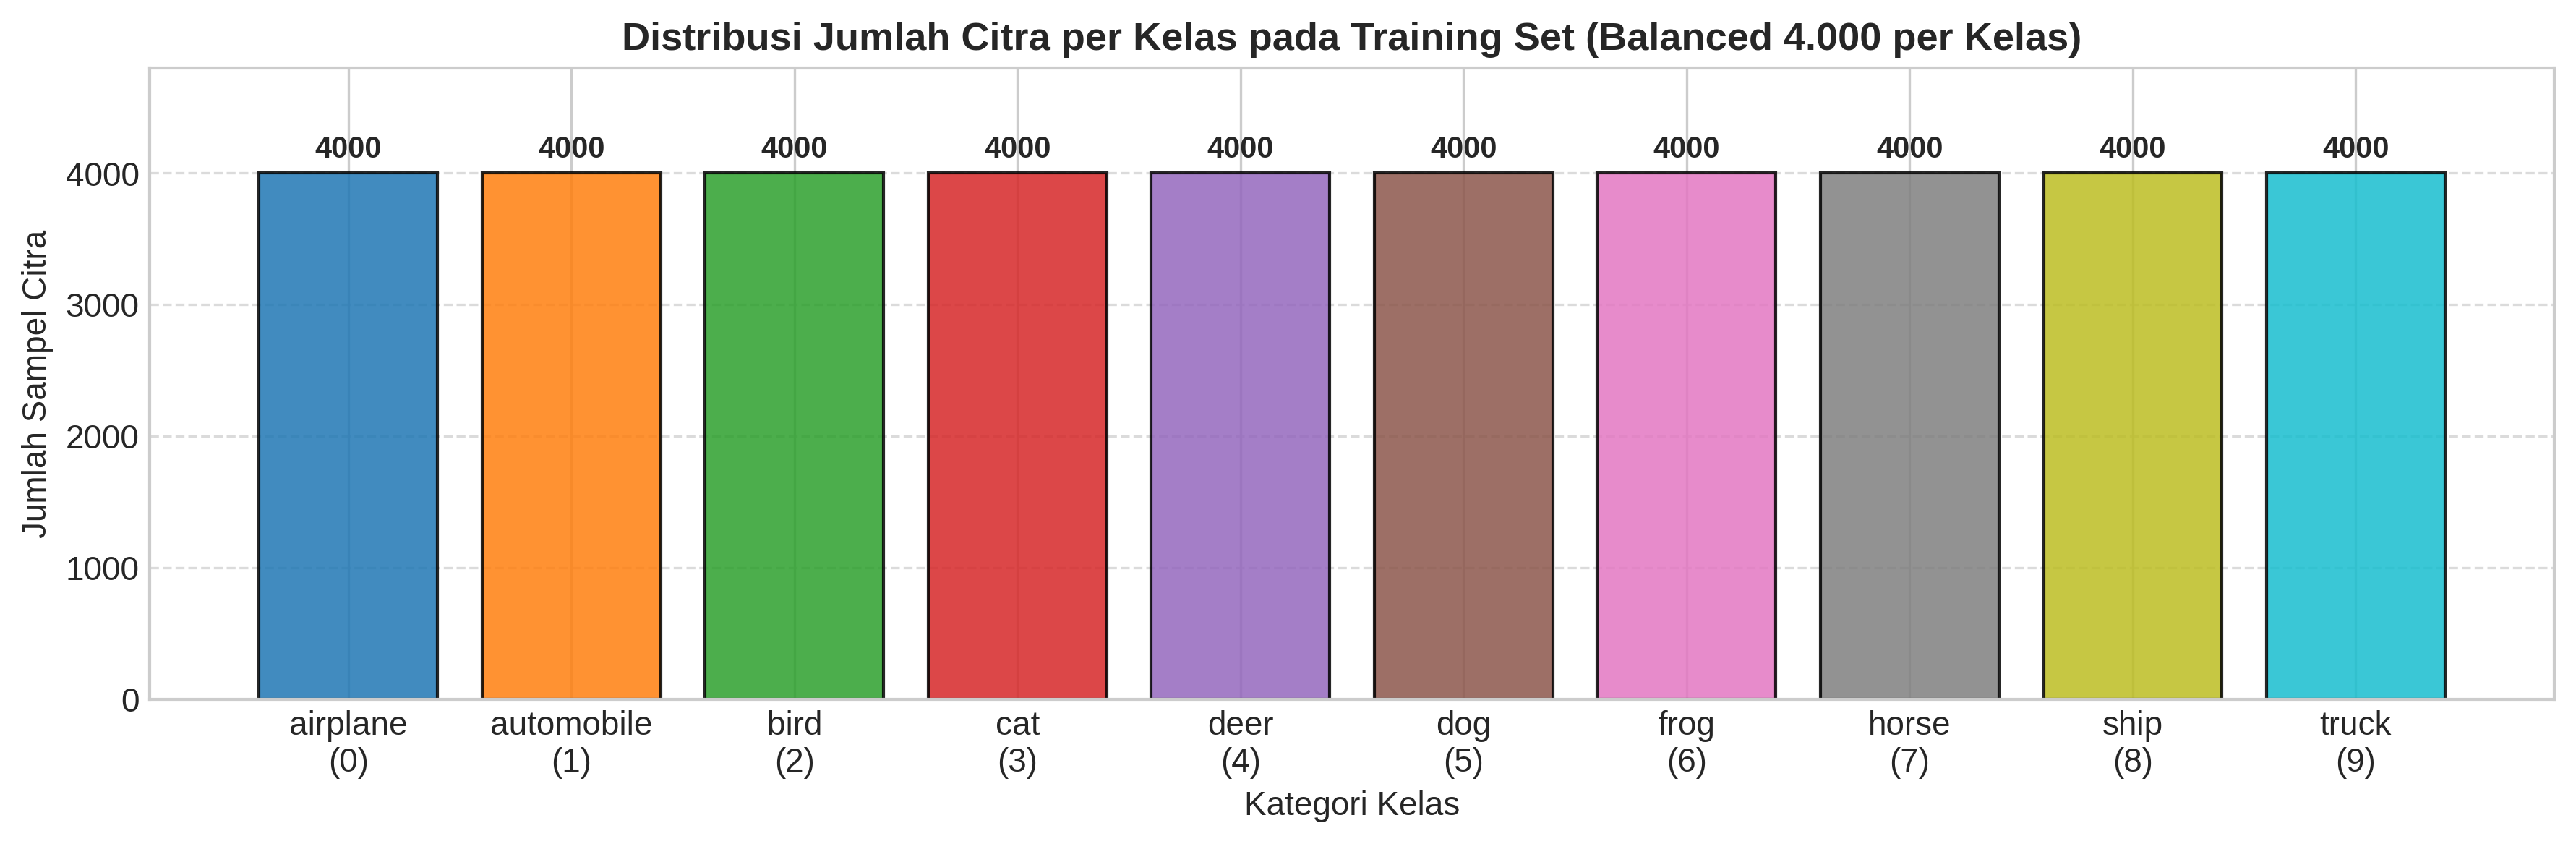 Distribusi Jumlah Citra per Kelas pada Training Set (Balanced 4.000 per Kelas)
Jumlah Sampel Citra
4000 4000 4000 4000 4000 4000 4000 4000 4000 4000
4000
3000
2000
1000
0
airplane automobile bird cat deer dog frog horse ship truck
(0) (1) (2) (3) (4) (5) (6) (7) (8) (9)
Kategori Kelas